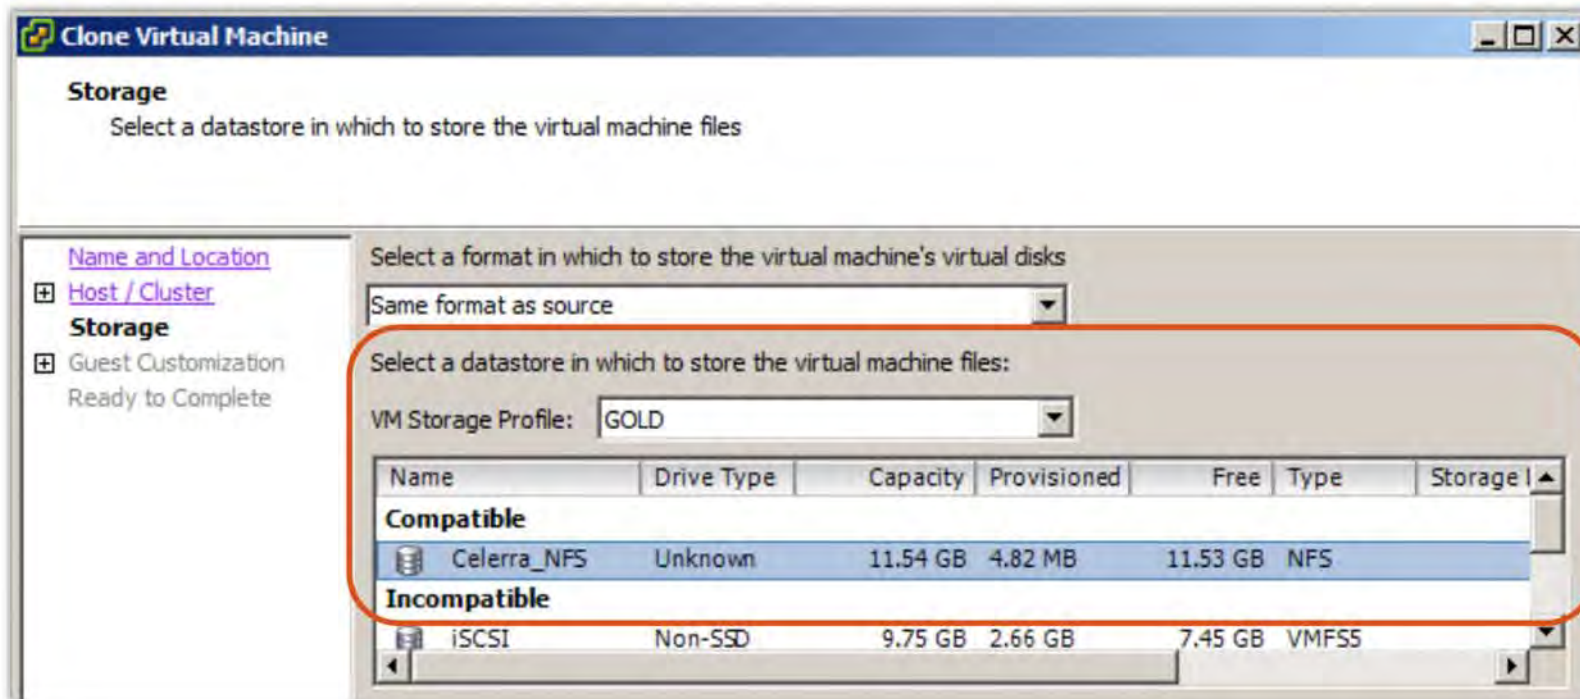 Clone Virtual Machine
Storage
Select a datastore in which to store the virtual machine files
Name and Location
Host / Cluster
Storage
Guest Customization
Ready to Complete
Select a format in which to store the virtual machine's virtual disks
Same format as source
Select a datastore in which to store the virtual machine files:
VM Storage Profile: GOLD
Name Drive Type Capacity Provisioned Free Type Storage
Compatible
Celerra_NFS Unknown 11.54 GB 4.82 MB 11.53 GB NFS
Incompatible
iSCSI Non-SSD 9.75 GB 2.66 GB 7.45 GB VMFS5